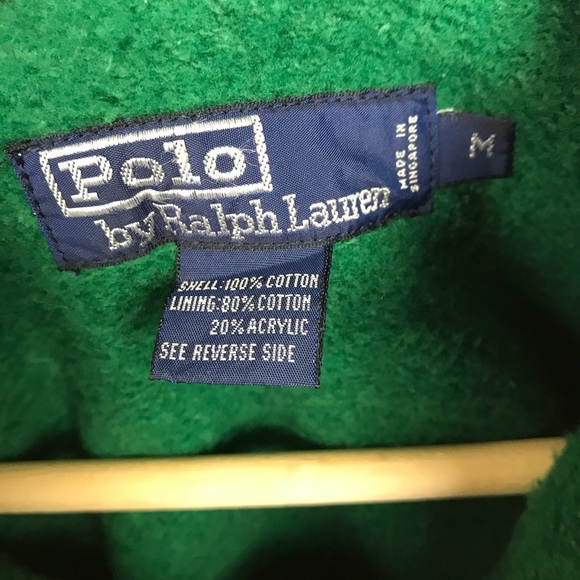 Polo
by Ralph Lauren
MADE IN
SINGAPORE
M
SHELL:100% COTTON
LINING:80% COTTON
20% ACRYLIC
SEE REVERSE SIDE